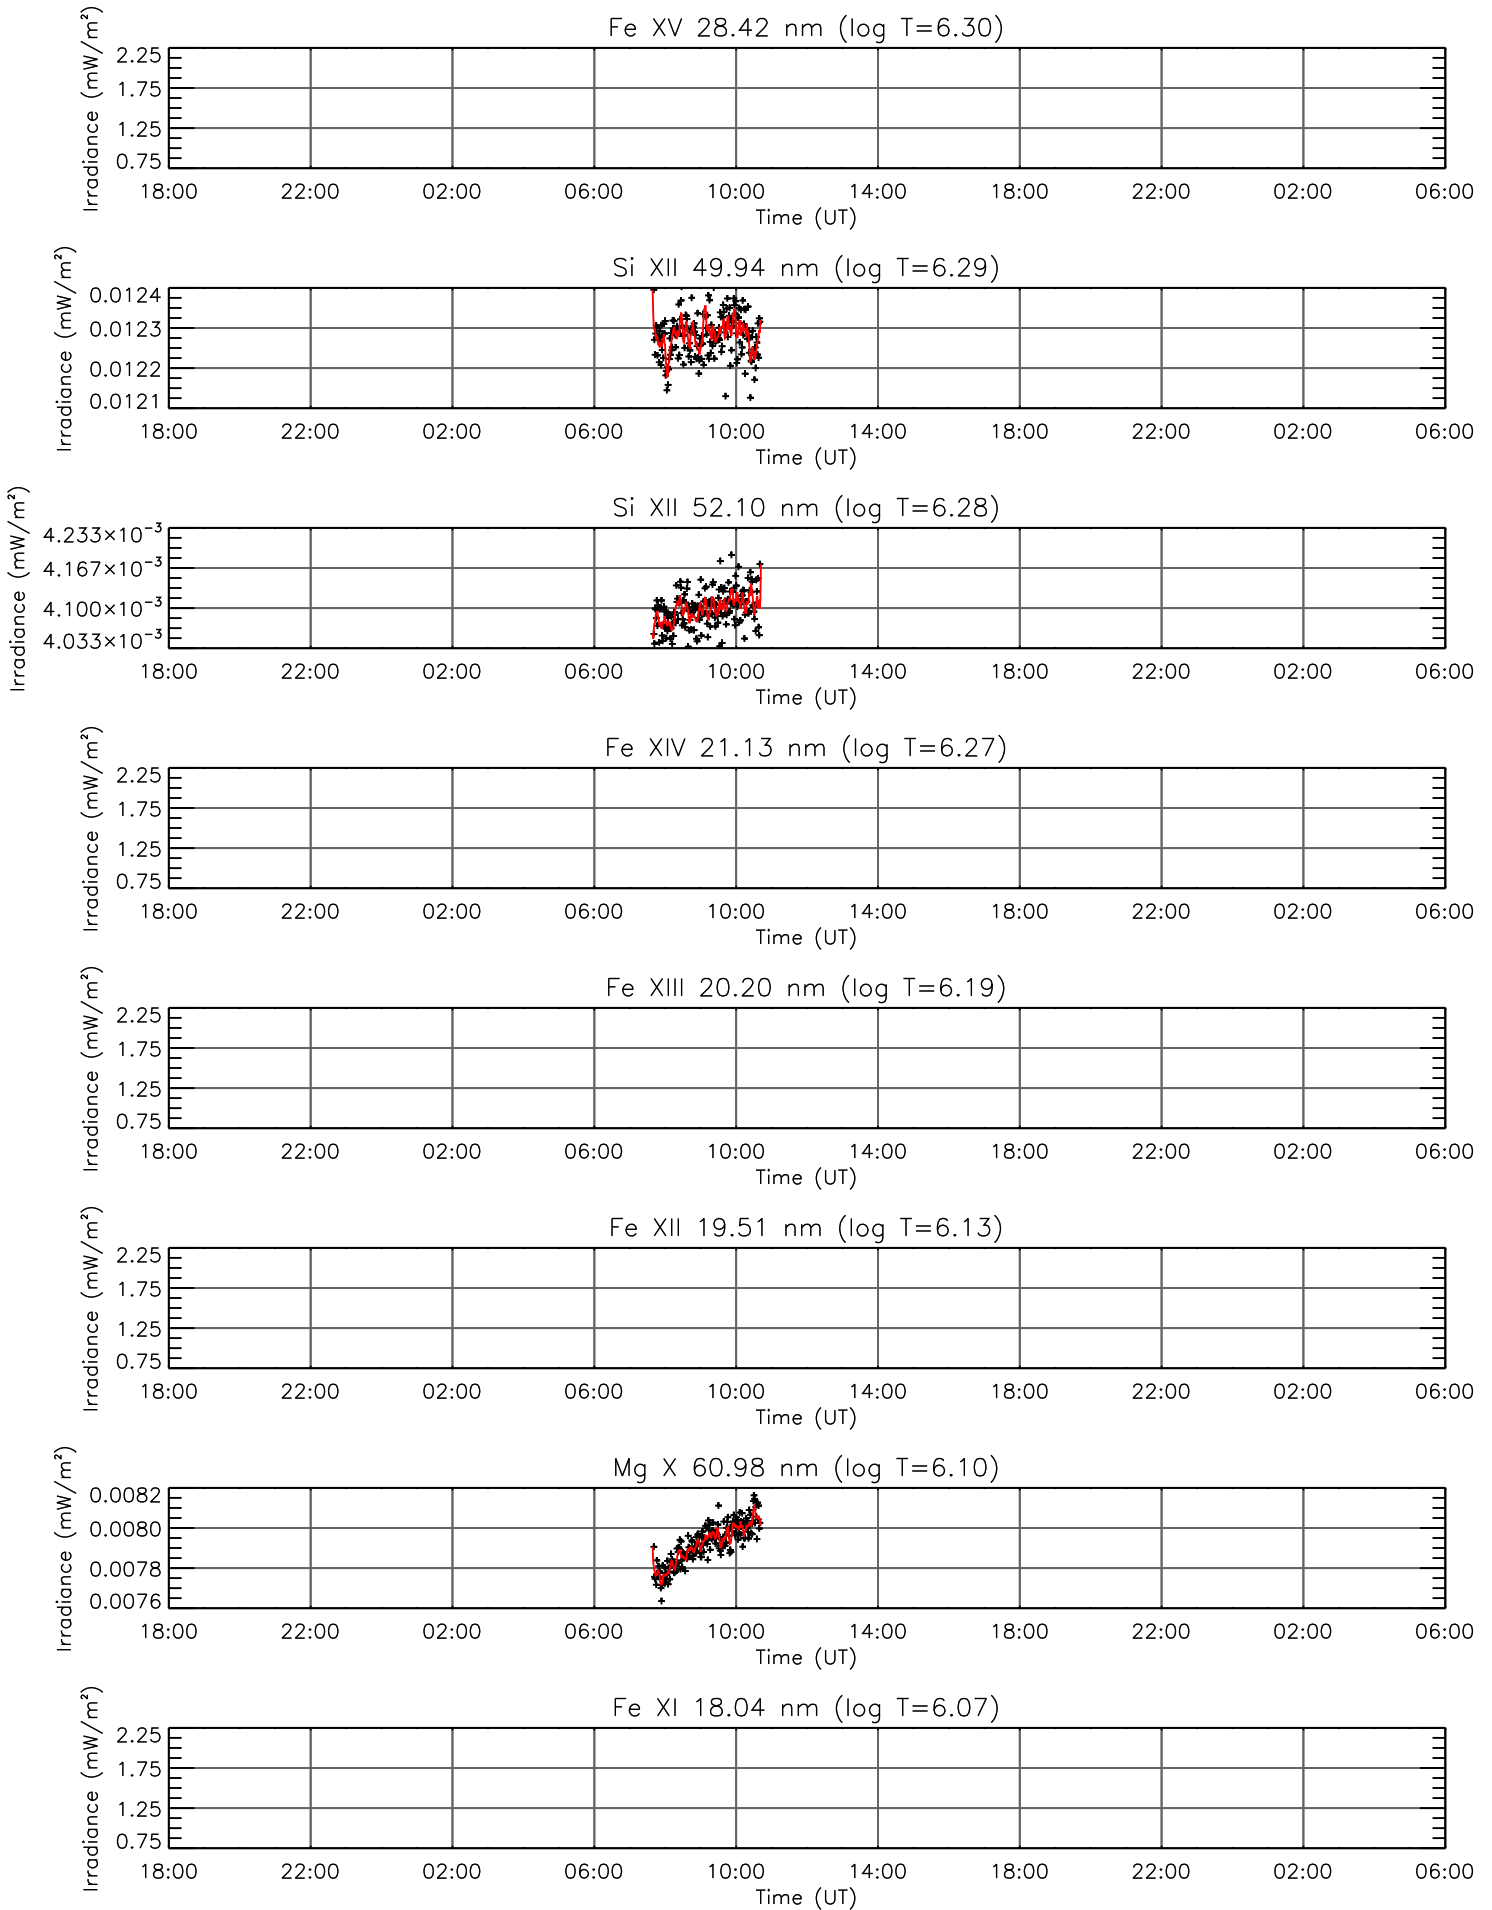 Fe XV 28.42 nm (log T=6.30)
Irradiance (mW/m²)
2.25
1.75
1.25
0.75
18:00 22:00 02:00 06:00 10:00 14:00 18:00 22:00 02:00 06:00
Time (UT)
Si XII 49.94 nm (log T=6.29)
Irradiance (mW/m²)
0.0124
0.0123
0.0122
0.0121
18:00 22:00 02:00 06:00 10:00 14:00 18:00 22:00 02:00 06:00
Time (UT)
Si XII 52.10 nm (log T=6.28)
Irradiance (mW/m²)
4.233×10⁻³
4.167×10⁻³
4.100×10⁻³
4.033×10⁻³
18:00 22:00 02:00 06:00 10:00 14:00 18:00 22:00 02:00 06:00
Time (UT)
Fe XIV 21.13 nm (log T=6.27)
Irradiance (mW/m²)
2.25
1.75
1.25
0.75
18:00 22:00 02:00 06:00 10:00 14:00 18:00 22:00 02:00 06:00
Time (UT)
Fe XIII 20.20 nm (log T=6.19)
Irradiance (mW/m²)
2.25
1.75
1.25
0.75
18:00 22:00 02:00 06:00 10:00 14:00 18:00 22:00 02:00 06:00
Time (UT)
Fe XII 19.51 nm (log T=6.13)
Irradiance (mW/m²)
2.25
1.75
1.25
0.75
18:00 22:00 02:00 06:00 10:00 14:00 18:00 22:00 02:00 06:00
Time (UT)
Mg X 60.98 nm (log T=6.10)
Irradiance (mW/m²)
0.0082
0.0080
0.0078
0.0076
18:00 22:00 02:00 06:00 10:00 14:00 18:00 22:00 02:00 06:00
Time (UT)
Fe XI 18.04 nm (log T=6.07)
Irradiance (mW/m²)
2.25
1.75
1.25
0.75
18:00 22:00 02:00 06:00 10:00 14:00 18:00 22:00 02:00 06:00
Time (UT)